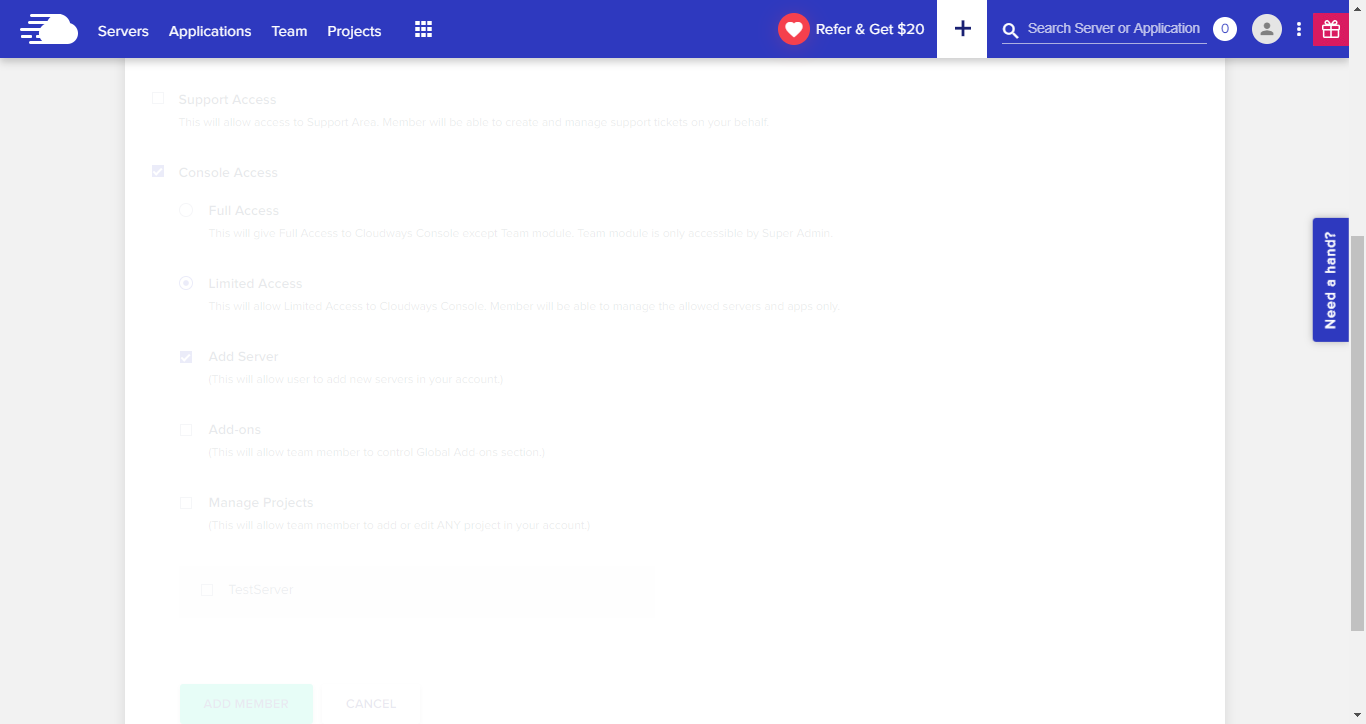 Servers Applications Team Projects Refer & Get $20 + Search Server or Application 0
Support Access
This will allow access to Support Area. Member will be able to create and manage support tickets on your behalf.
Console Access
Full Access
This will give Full Access to Cloudways Console except Team module. Team module is only accessible by Super Admin.
Need a hand?
Limited Access
This will allow Limited Access to Cloudways Console. Member will be able to manage the allowed servers and apps only.
Add Server
(This will allow user to add new servers in your account.)
Add-ons
(This will allow team member to control Global Add-ons section.)
Manage Projects
(This will allow team member to add or edit ANY project in your account.)
TestServer
ADD MEMBER CANCEL